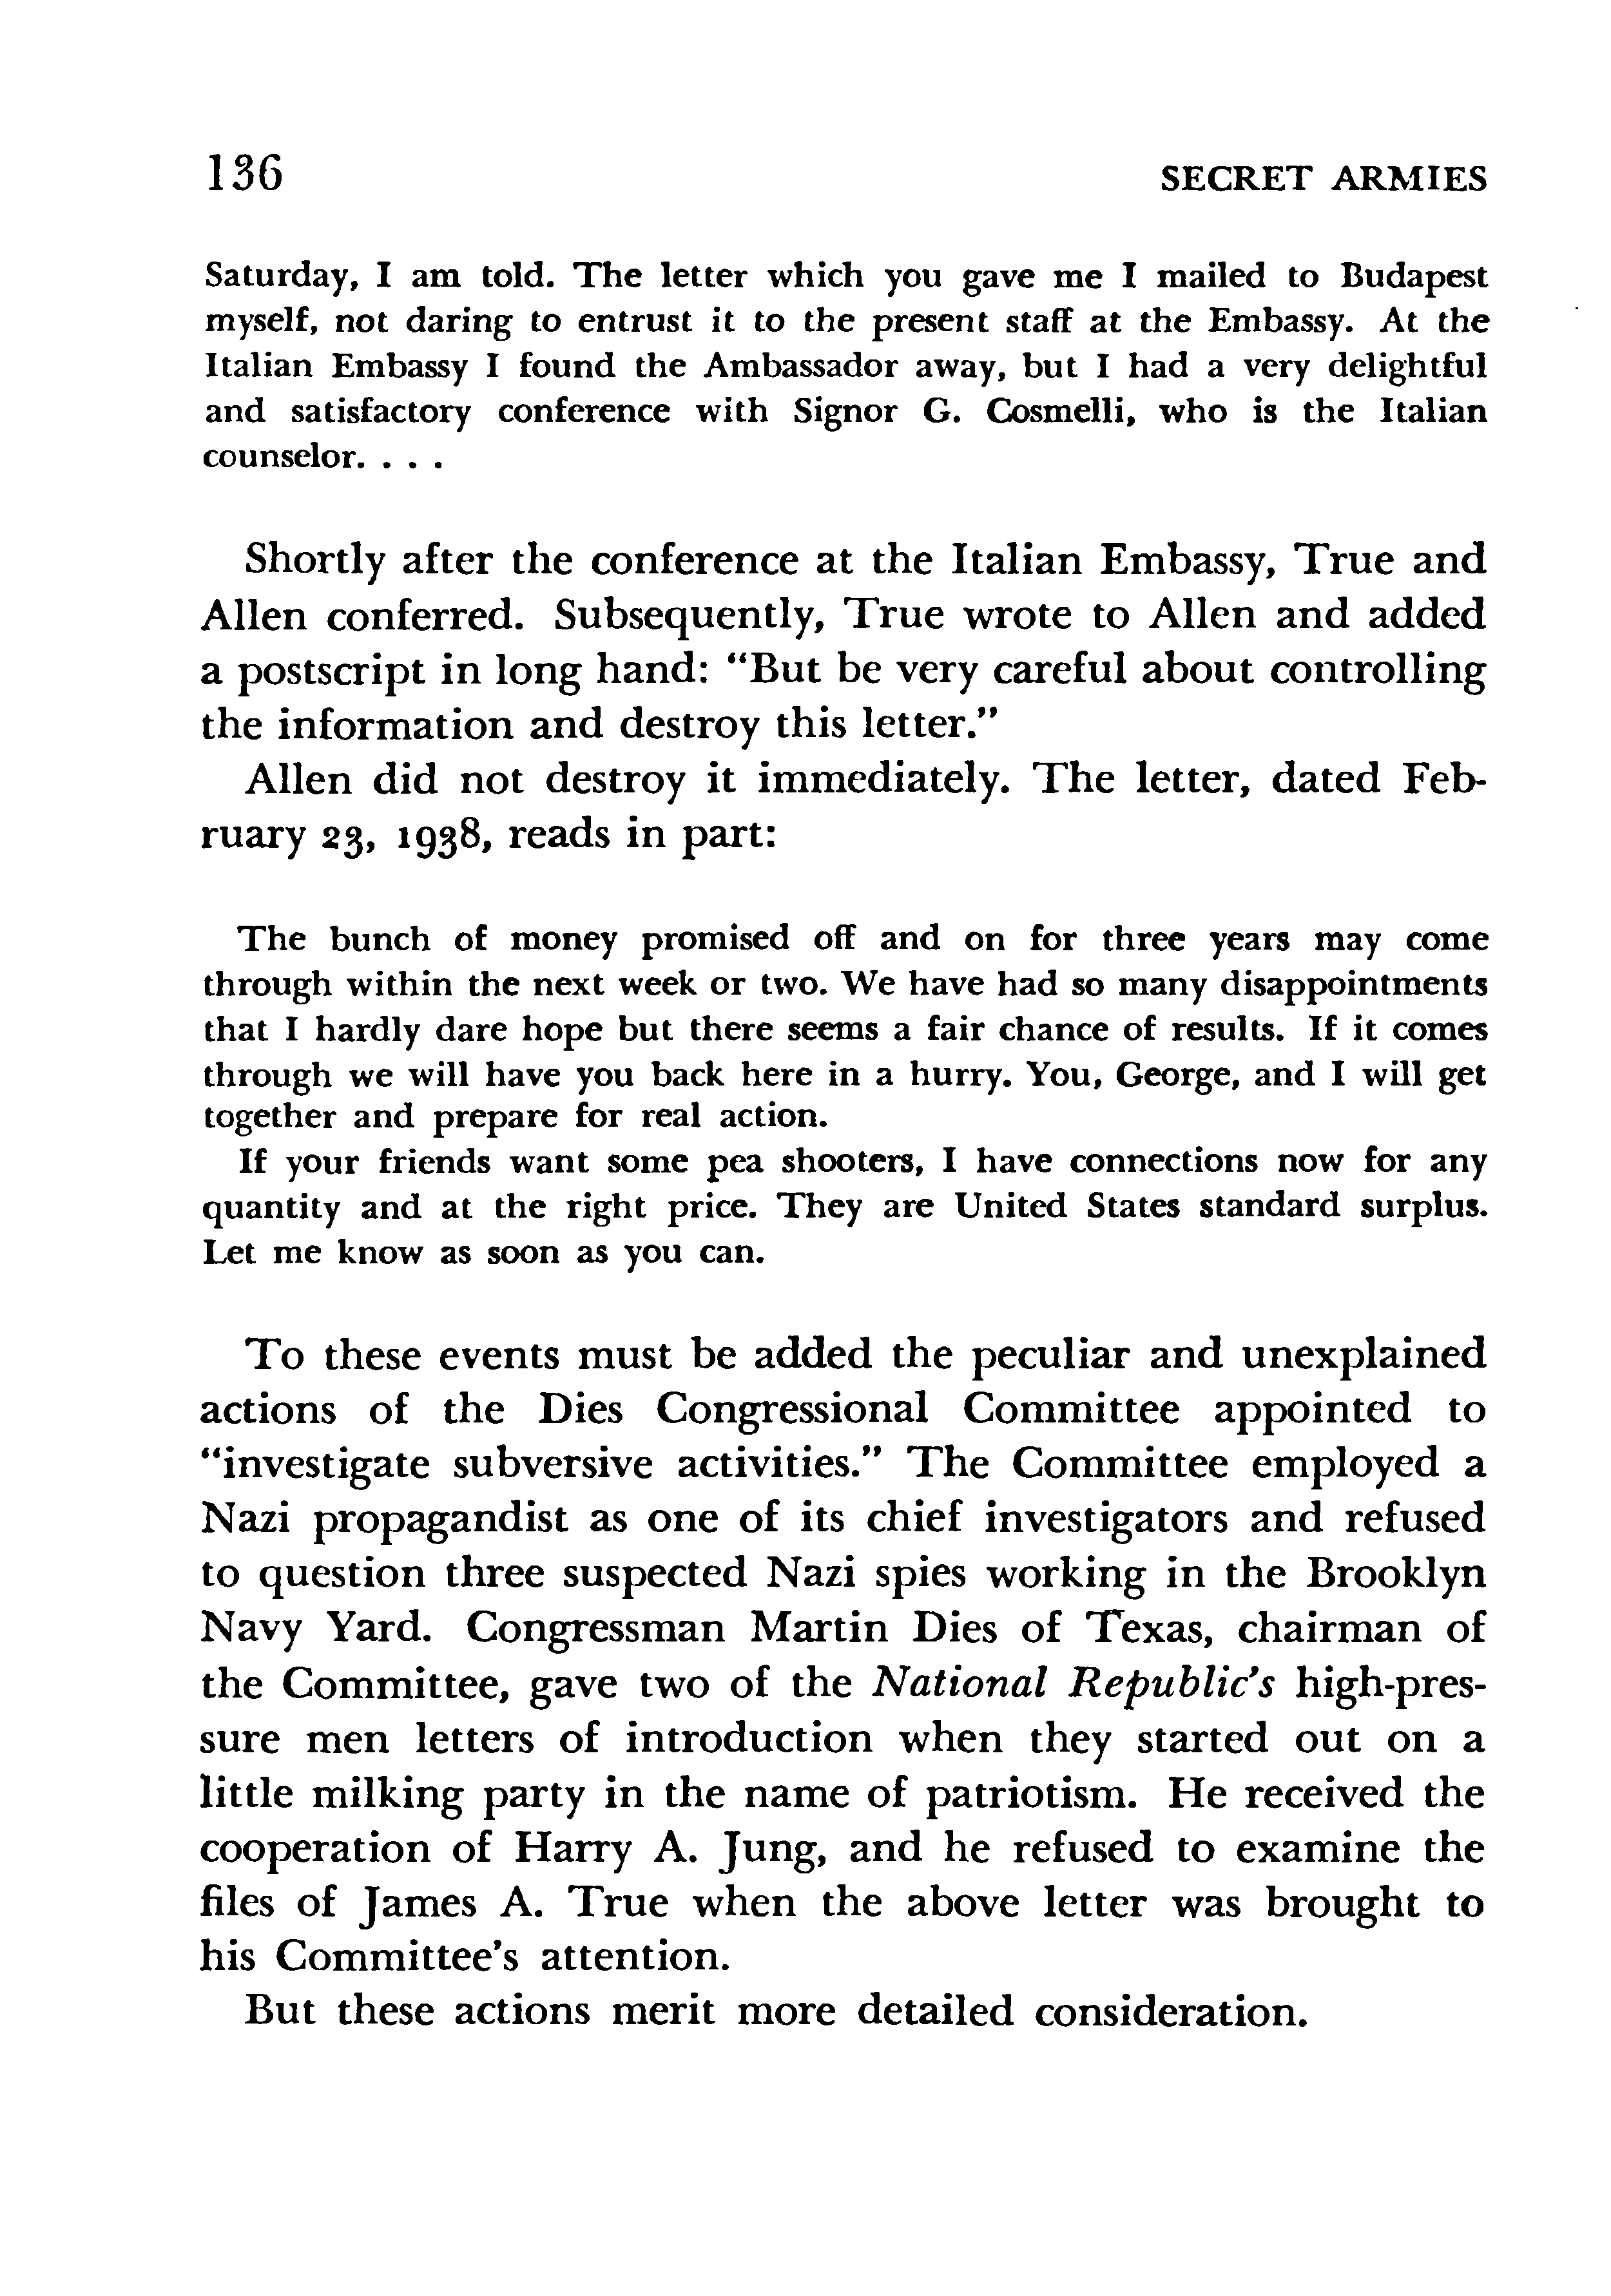 136 SECRET ARMIES
Saturday, I am told. The letter which you gave me I mailed to Budapest
myself, not daring to entrust it to the present staff at the Embassy. At the
Italian Embassy I found the Ambassador away, but I had a very delightful
and satisfactory conference with Signor G. Cosmelli, who is the Italian
counselor. . . .
Shortly after the conference at the Italian Embassy, True and
Allen conferred. Subsequently, True wrote to Allen and added
a postscript in long hand: “But be very careful about controlling
the information and destroy this letter.”
Allen did not destroy it immediately. The letter, dated Feb-
ruary 23, 1938, reads in part:
The bunch of money promised off and on for three years may come
through within the next week or two. We have had so many disappointments
that I hardly dare hope but there seems a fair chance of results. If it comes
through we will have you back here in a hurry. You, George, and I will get
together and prepare for real action.
If your friends want some pea shooters, I have connections now for any
quantity and at the right price. They are United States standard surplus.
Let me know as soon as you can.
To these events must be added the peculiar and unexplained
actions of the Dies Congressional Committee appointed to
“investigate subversive activities.” The Committee employed a
Nazi propagandist as one of its chief investigators and refused
to question three suspected Nazi spies working in the Brooklyn
Navy Yard. Congressman Martin Dies of Texas, chairman of
the Committee, gave two of the National Republic's high-pres-
sure men letters of introduction when they started out on a
little milking party in the name of patriotism. He received the
cooperation of Harry A. Jung, and he refused to examine the
files of James A. True when the above letter was brought to
his Committee's attention.
But these actions merit more detailed consideration.